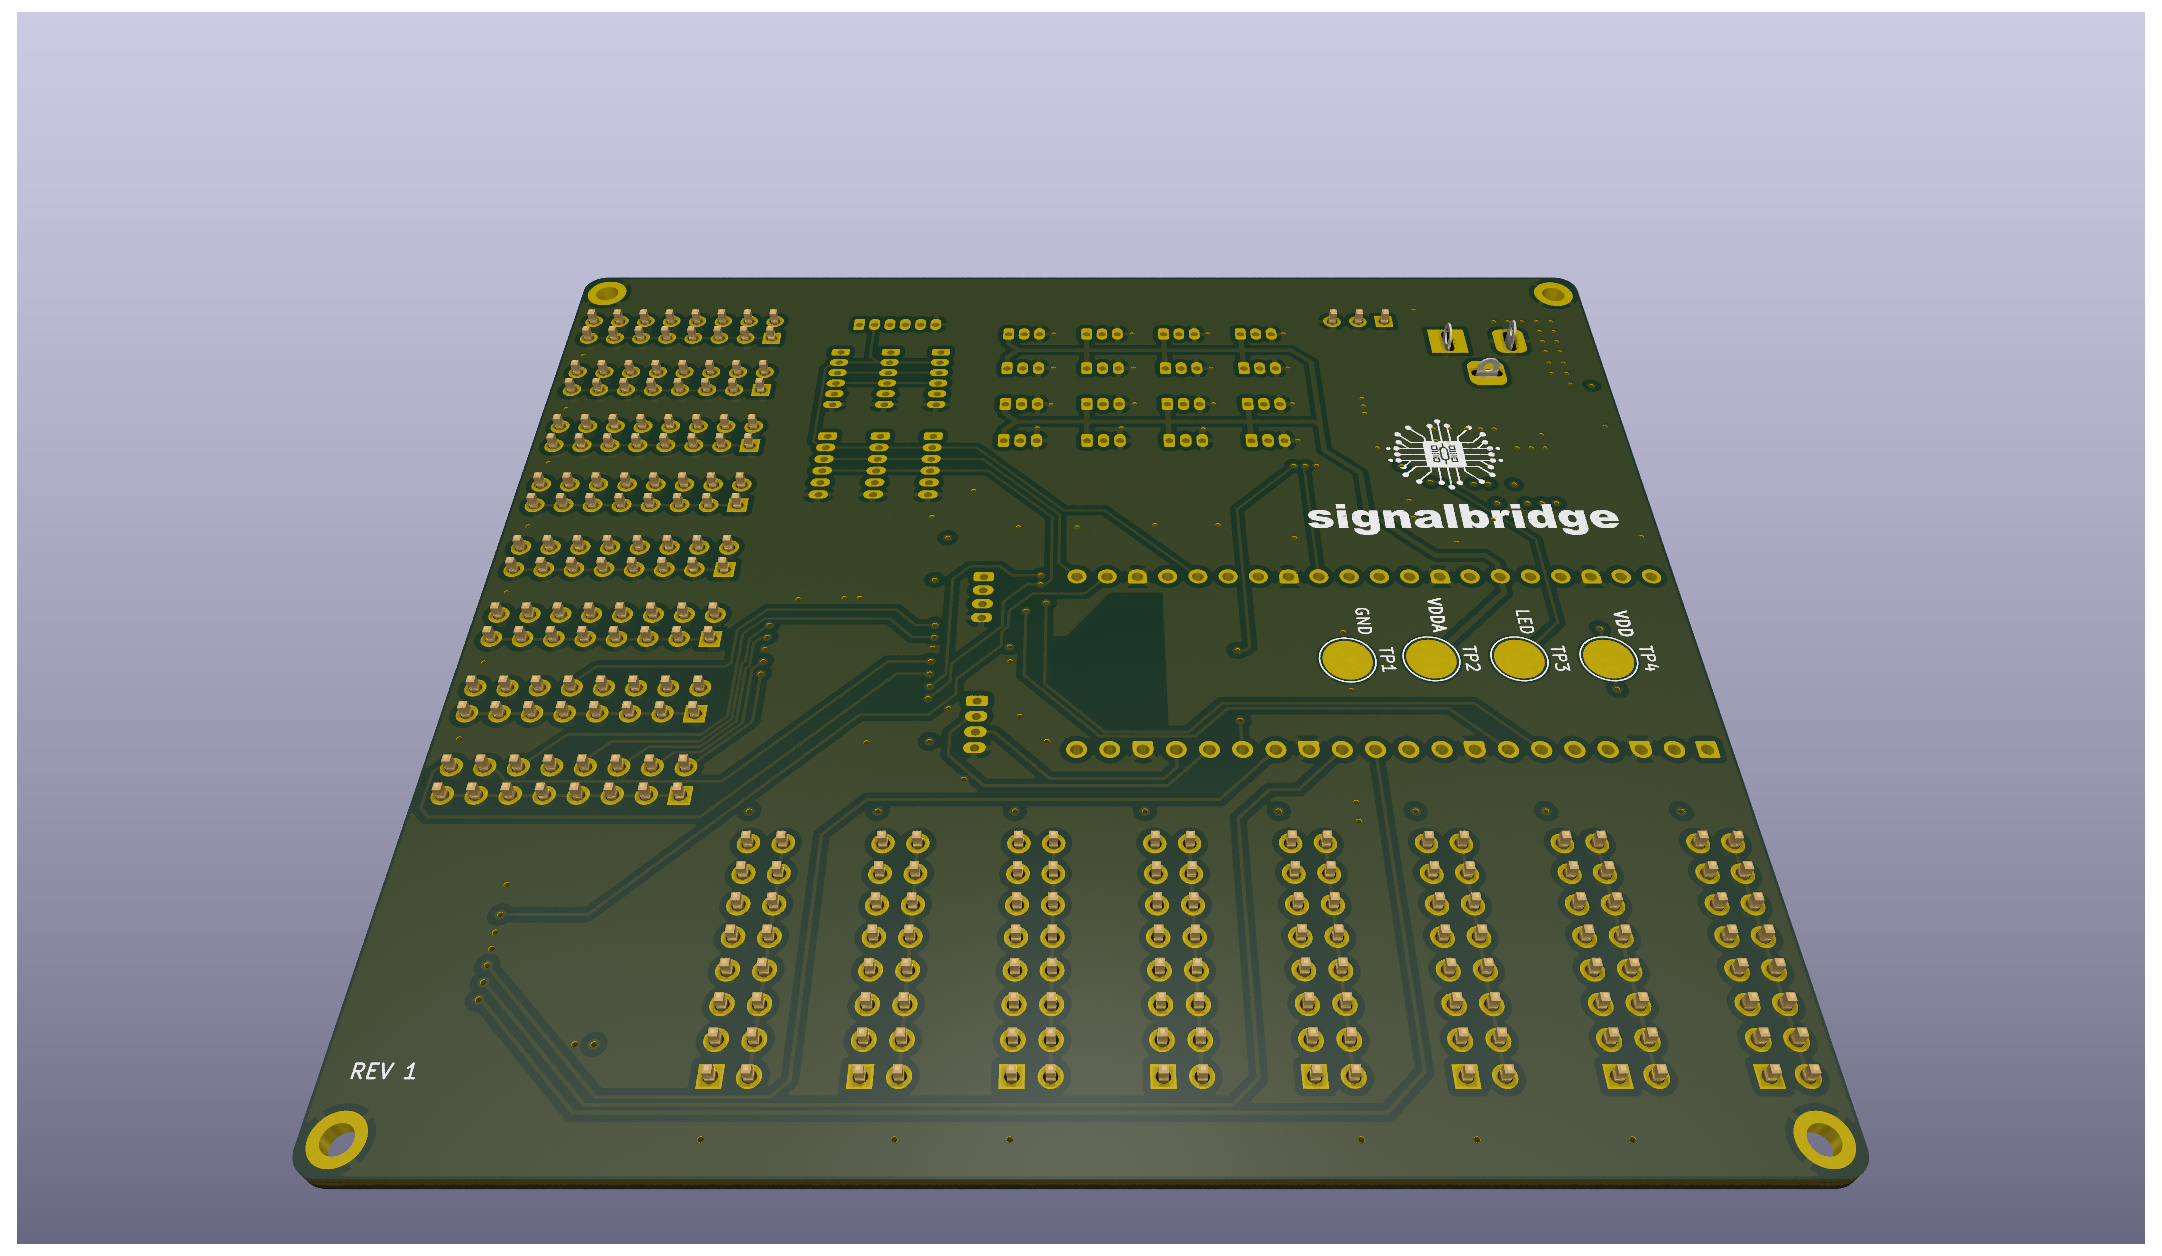 signalbridge
GND
VDDA
LED
VDD
TP1
TP2
TP3
TP4
REV 1